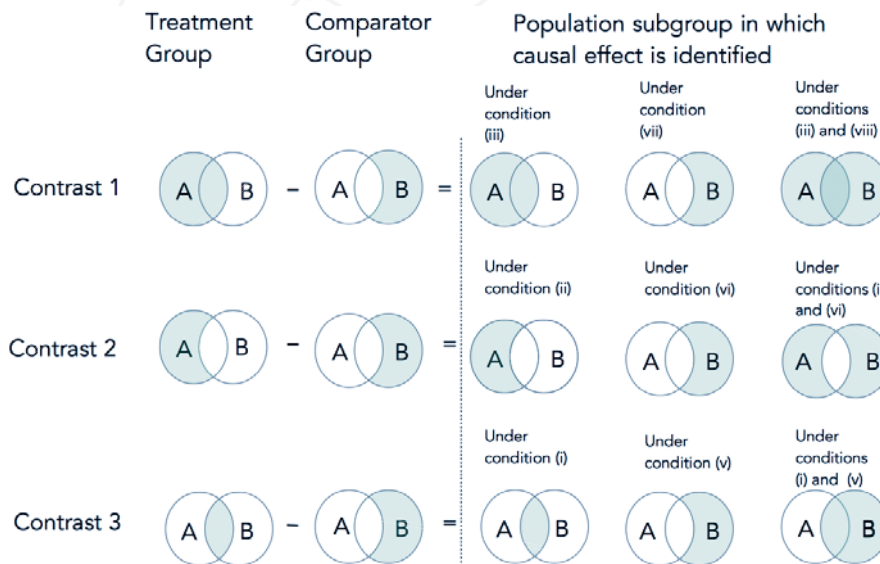 Treatment
Group
Comparator
Group
Population subgroup in which
causal effect is identified
Under
condition
(iii)
Under
condition
(vii)
Under
conditions
(iii) and (viii)
Contrast 1
A B – A B =
A B
A B
A B
Under
condition (ii)
Under
condition (vi)
Under
conditions (i
and (vi)
Contrast 2
A B – A B =
A B
A B
A B
Under
condition (i)
Under
condition (v)
Under
conditions
(i) and (v)
Contrast 3
A B – A B =
A B
A B
A B